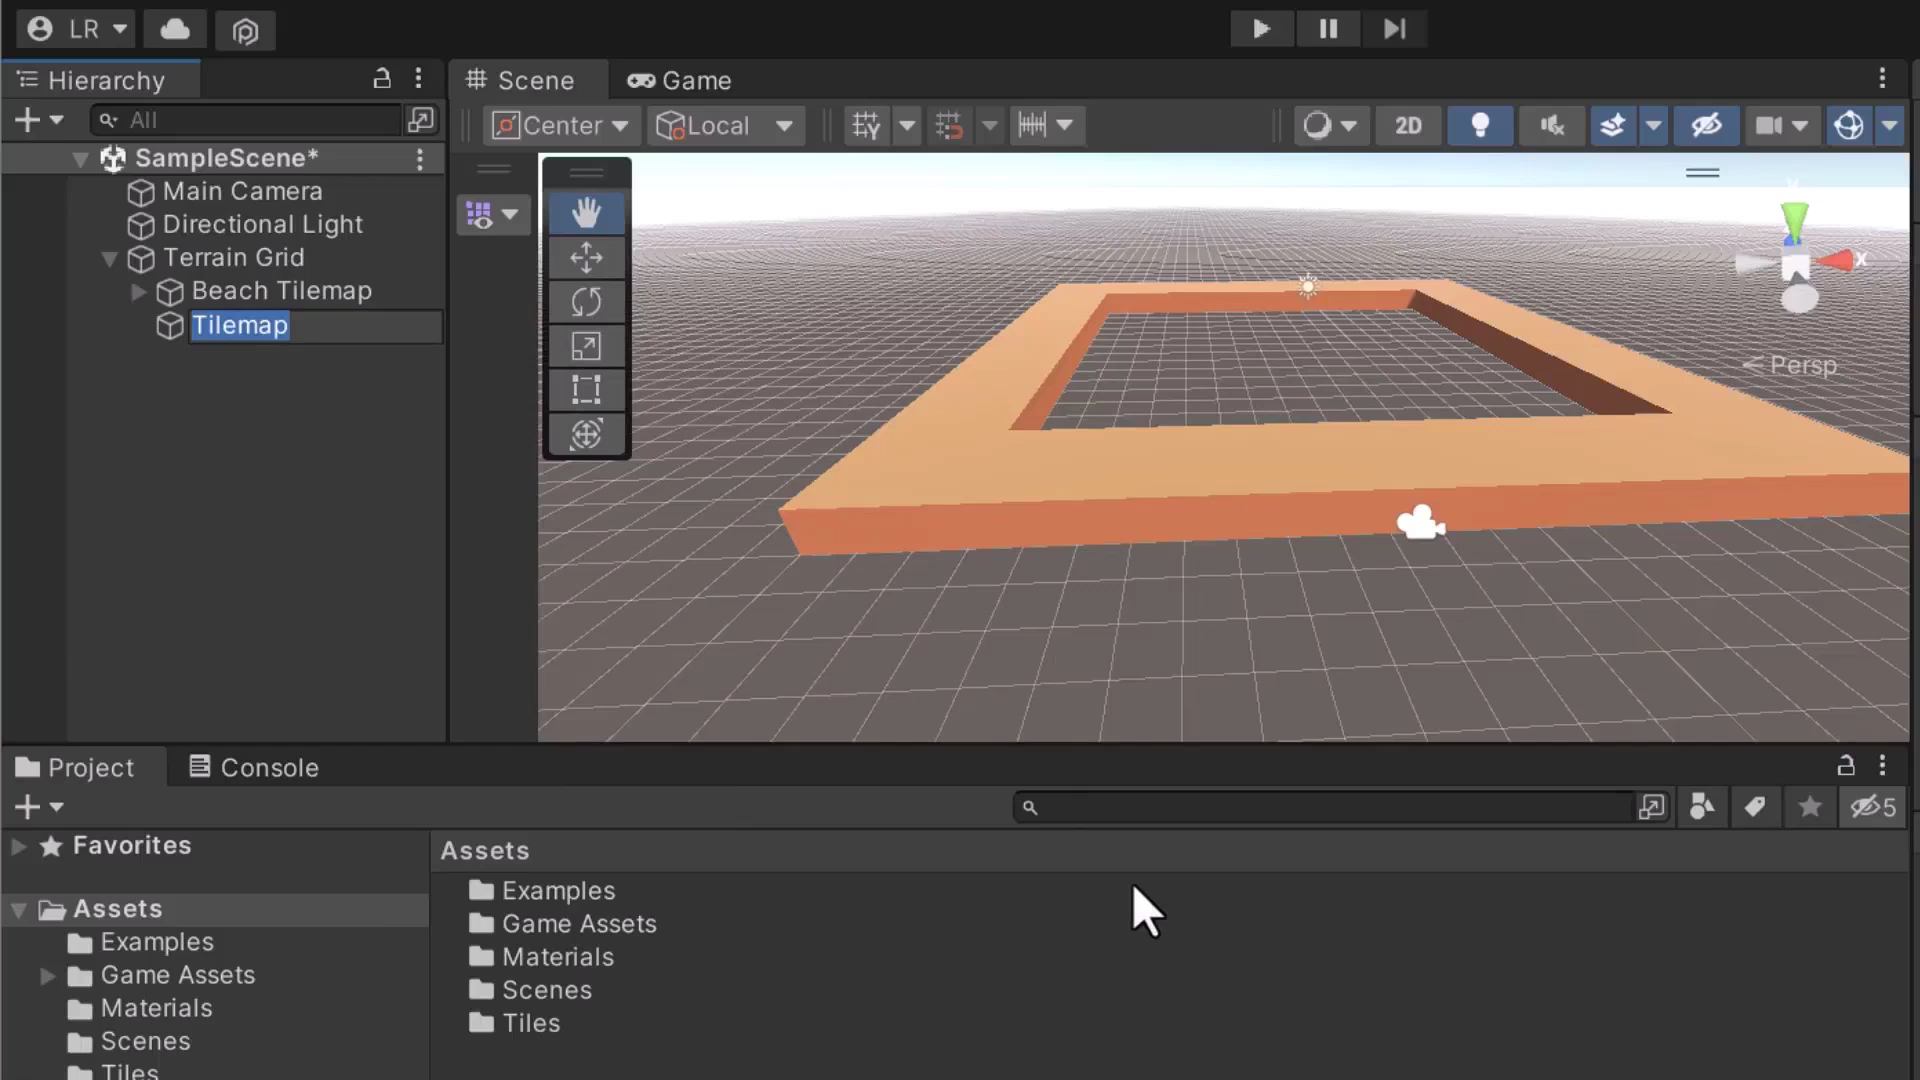 LR
Hierarchy
Scene
Game
All
Center
Local
2D
SampleScene*
Main Camera
Directional Light
Terrain Grid
Beach Tilemap
Tilemap
x
Persp
Project
Console
5
Favorites
Assets
Assets
Examples
Game Assets
Materials
Scenes
Tiles
Examples
Game Assets
Materials
Scenes
Tiles